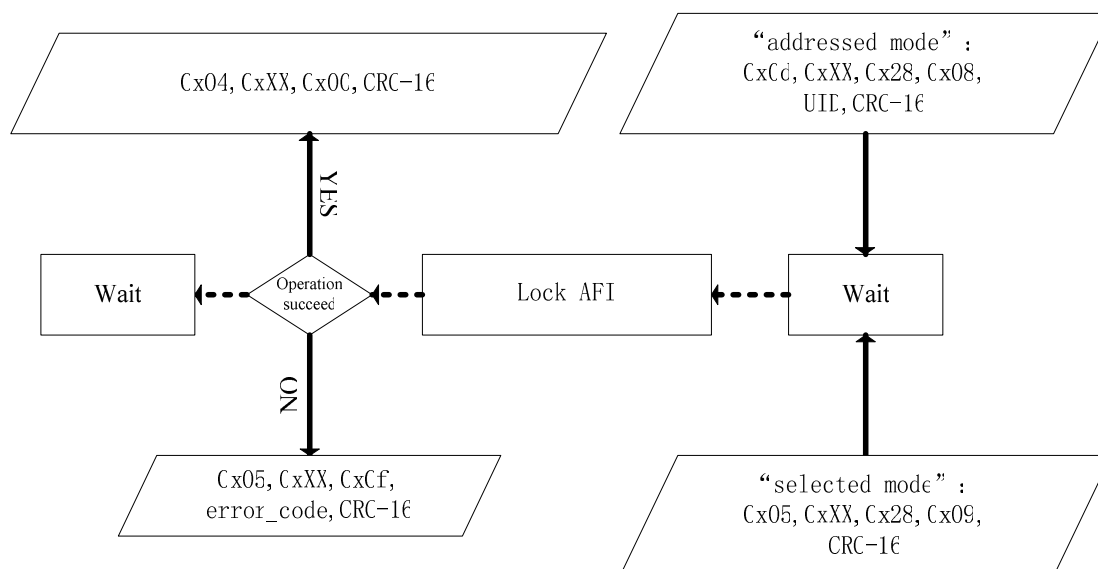 Cx04, CxXX, Cx0C, CRC-16
“addressed mode”:
CxCd, CxXX, Cx28, Cx08,
UID, CRC-16
YES
Wait
Operation
succeed
Lock AFI
Wait
NO
Cx05, CxXX, CxCf,
error_code, CRC-16
“selected mode”:
Cx05, CxXX, Cx28, Cx09,
CRC-16